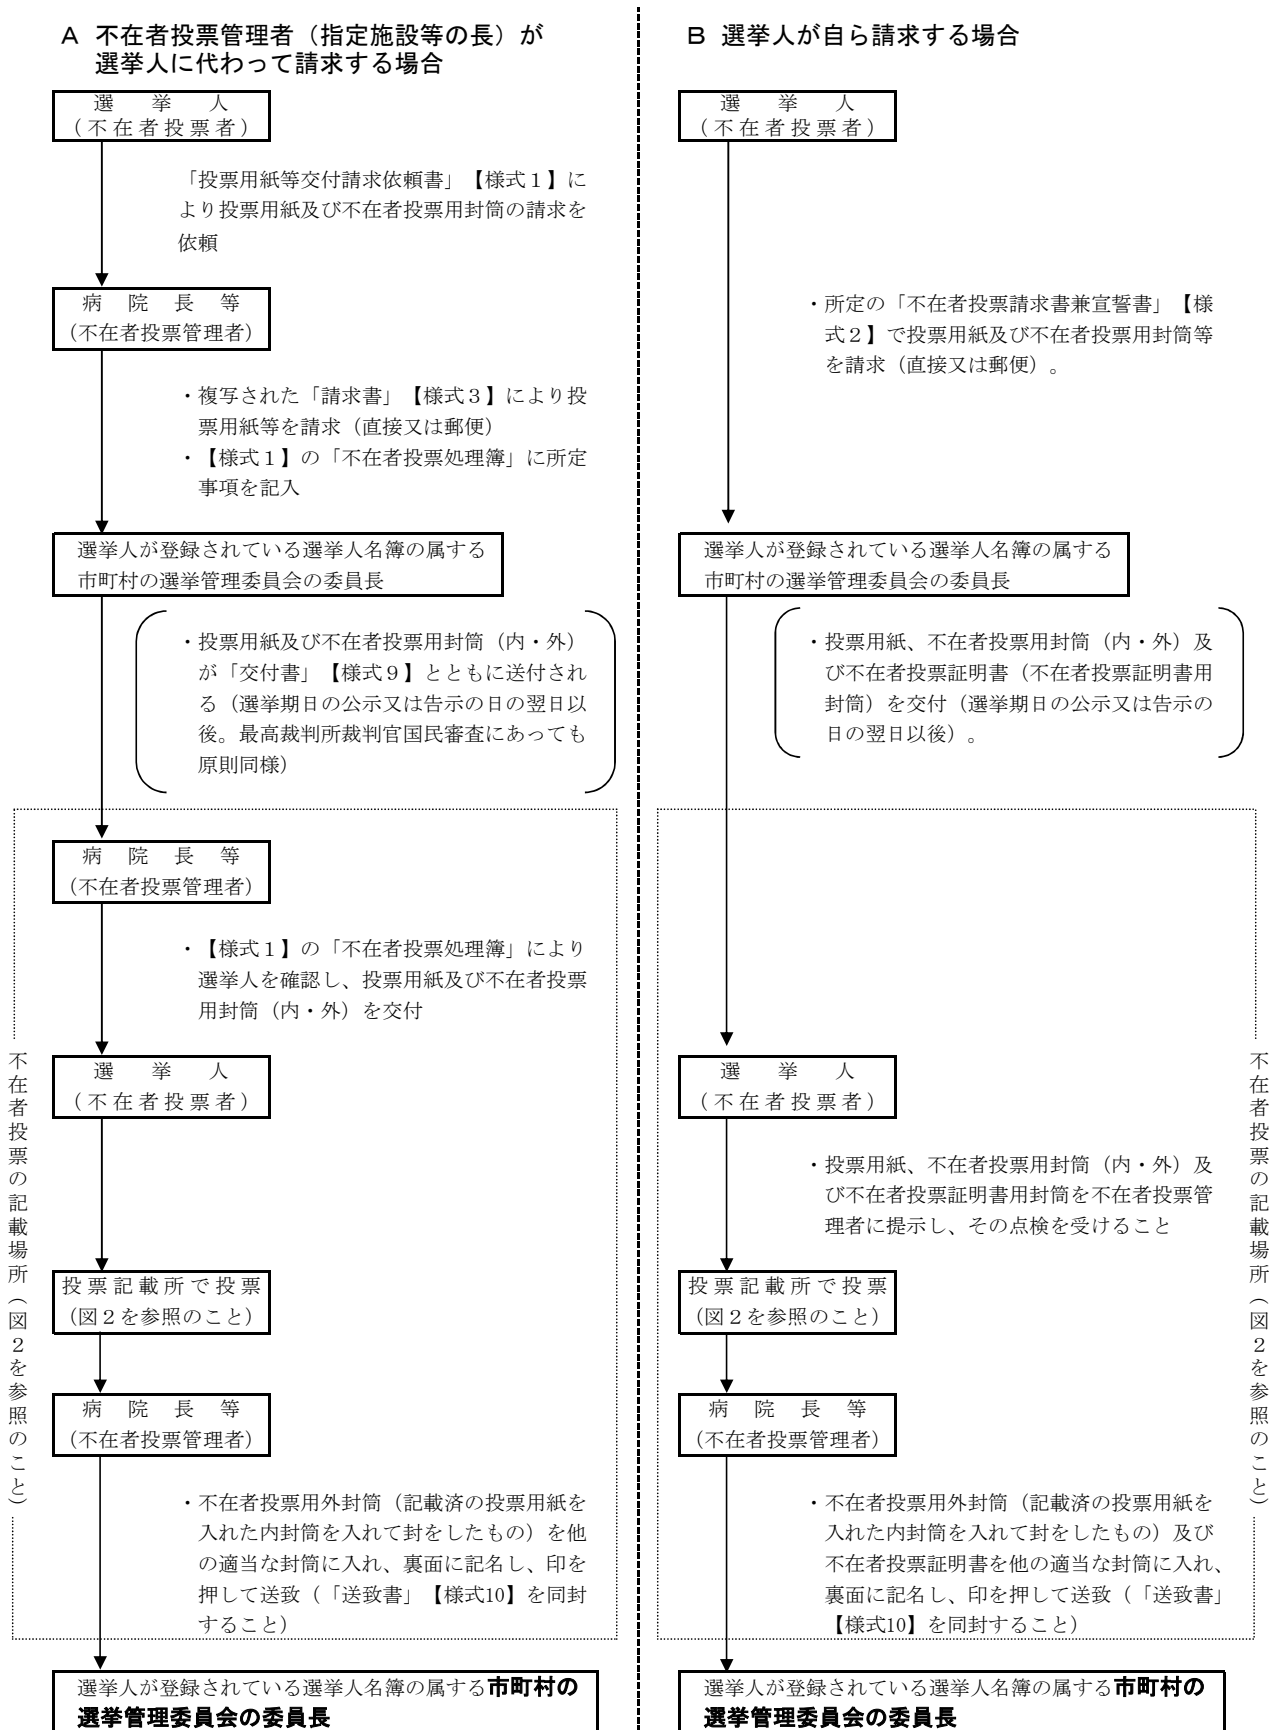 A 不在者投票管理者（指定施設等の長）が
選挙人に代わって請求する場合
選　挙　人
(不在者投票者)
「投票用紙等交付請求依頼書」【様式１】に
より投票用紙及び不在者投票用封筒の請求を
依頼
病　院　長　等
(不在者投票管理者)
・複写された「請求書」【様式３】により投
票用紙等を請求（直接又は郵便）
・【様式１】の「不在者投票処理簿」に所定
事項を記入
選挙人が登録されている選挙人名簿の属する
市町村の選挙管理委員会の委員長
・投票用紙及び不在者投票用封筒（内・外）
が「交付書」【様式９】とともに送付され
る（選挙期日の公示又は告示の日の翌日以
後。最高裁判所裁判官国民審査にあっても
原則同様）
病　院　長　等
(不在者投票管理者)
・【様式１】の「不在者投票処理簿」により
選挙人を確認し、投票用紙及び不在者投票
用封筒（内・外）を交付
選　挙　人
(不在者投票者)
投票記載所で投票
(図２を参照のこと)
病　院　長　等
(不在者投票管理者)
・不在者投票用外封筒（記載済の投票用紙を
入れた内封筒を入れて封をしたもの）を他
の適当な封筒に入れ、裏面に記名し、印を
押して送致（「送致書」【様式10】を同封
すること）
選挙人が登録されている選挙人名簿の属する市町村の
選挙管理委員会の委員長
不在者投票の記載場所（図２を参照のこと）
B 選挙人が自ら請求する場合
選　挙　人
(不在者投票者)
・所定の「不在者投票請求書兼宣誓書」【様
式２】で投票用紙及び不在者投票用封筒等
を請求（直接又は郵便）。
選挙人が登録されている選挙人名簿の属する
市町村の選挙管理委員会の委員長
・投票用紙、不在者投票用封筒（内・外）及
び不在者投票証明書（不在者投票証明書用
封筒）を交付（選挙期日の公示又は告示の
日の翌日以後）。
選　挙　人
(不在者投票者)
・投票用紙、不在者投票用封筒（内・外）及
び不在者投票証明書用封筒を不在者投票管
理者に提示し、その点検を受けること
投票記載所で投票
(図２を参照のこと)
病　院　長　等
(不在者投票管理者)
・不在者投票用外封筒（記載済の投票用紙を
入れた内封筒を入れて封をしたもの）及び
不在者投票証明書を他の適当な封筒に入れ、
裏面に記名し、印を押して送致（「送致書」
【様式10】を同封すること）
選挙人が登録されている選挙人名簿の属する市町村の
選挙管理委員会の委員長
不在者投票の記載場所（図２を参照のこと）